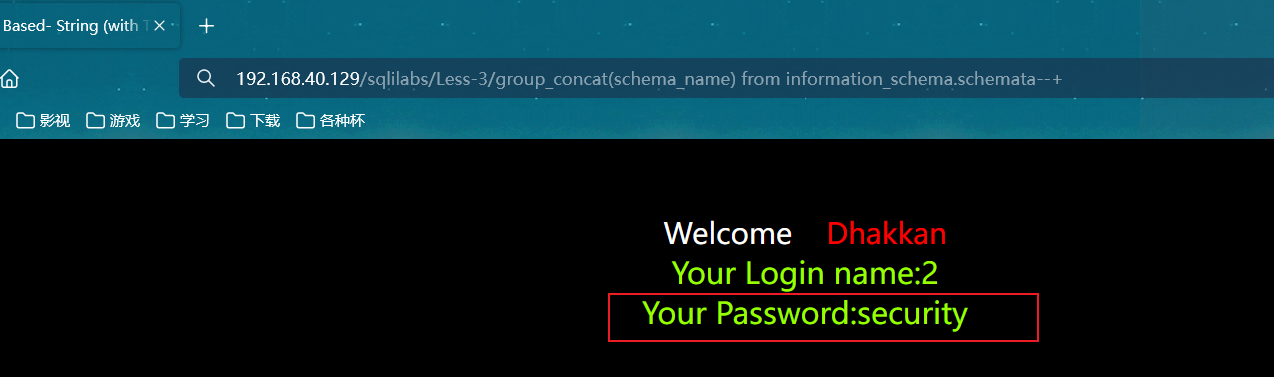 Based- String (with T
192.168.40.129/sqlilabs/Less-3/group_concat(schema_name) from information_schema.schemata--+
影视 游戏 学习 下载 各种杯
Welcome Dhakkan
Your Login name:2
Your Password:security